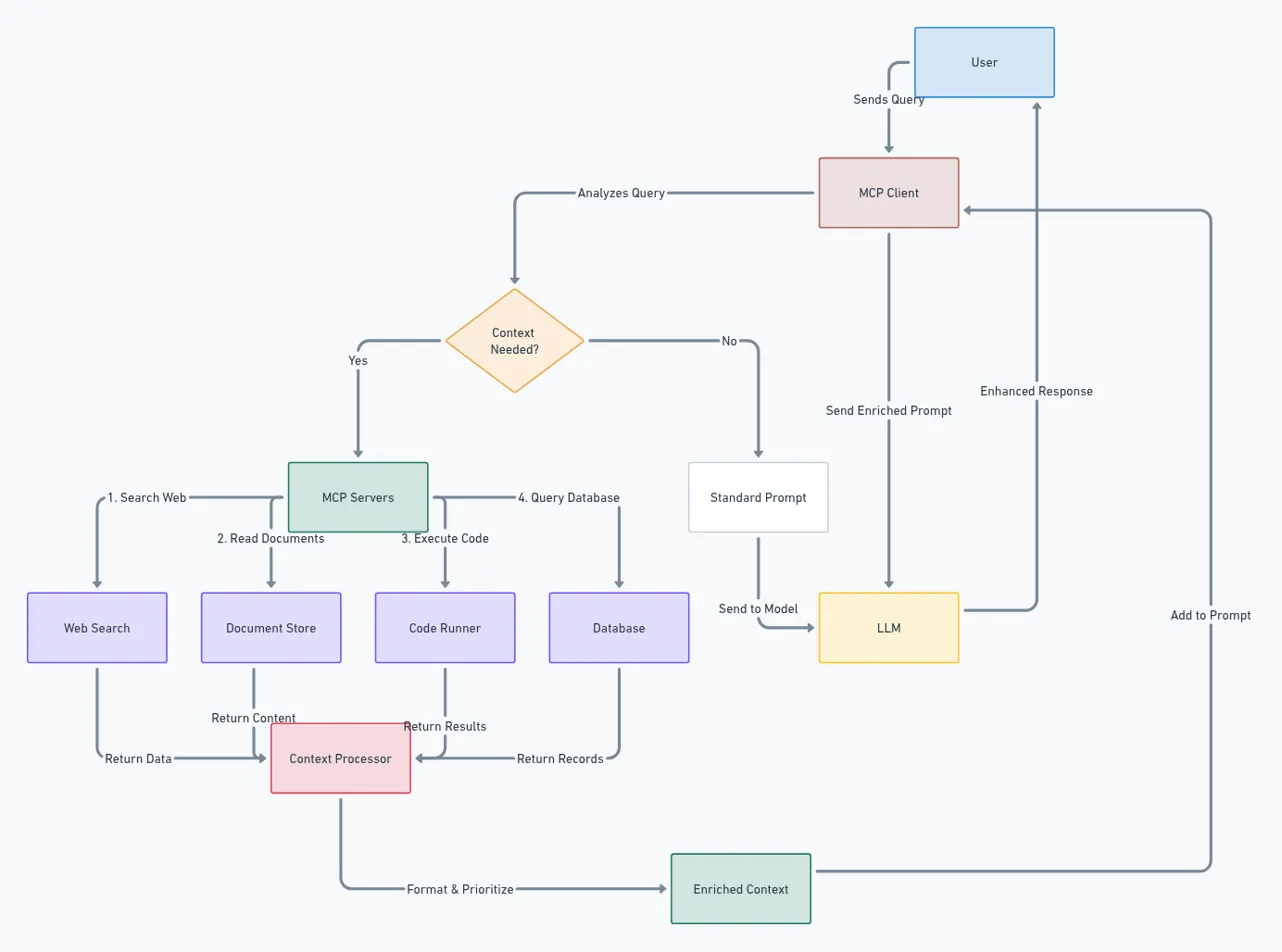 User
Sends Query
MCP Client
Analyzes Query
Context
Needed?
Yes
No
Enhanced Response
Send Enriched Prompt
MCP Servers
Standard Prompt
1. Search Web
4. Query Database
2. Read Documents
3. Execute Code
Web Search
Document Store
Code Runner
Database
Send to Model
LLM
Add to Prompt
Return Content
Return Results
Return Data
Context Processor
Return Records
Format & Prioritize
Enriched Context